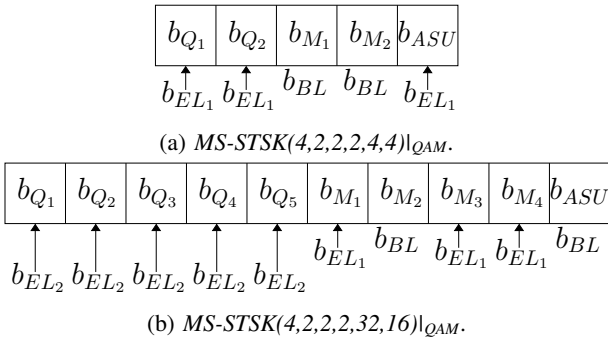 b_{Q_1} b_{Q_2} b_{M_1} b_{M_2} b_{ASU}
b_{EL_1} b_{EL_1} b_{BL} b_{BL} b_{EL_1}
(a) MS-STSK(4,2,2,2,4,4)|_{QAM}.
b_{Q_1} b_{Q_2} b_{Q_3} b_{Q_4} b_{Q_5} b_{M_1} b_{M_2} b_{M_3} b_{M_4} b_{ASU}
b_{EL_2} b_{EL_2} b_{EL_2} b_{EL_2} b_{EL_2} b_{EL_1} b_{BL} b_{EL_1} b_{EL_1} b_{BL}
(b) MS-STSK(4,2,2,2,32,16)|_{QAM}.